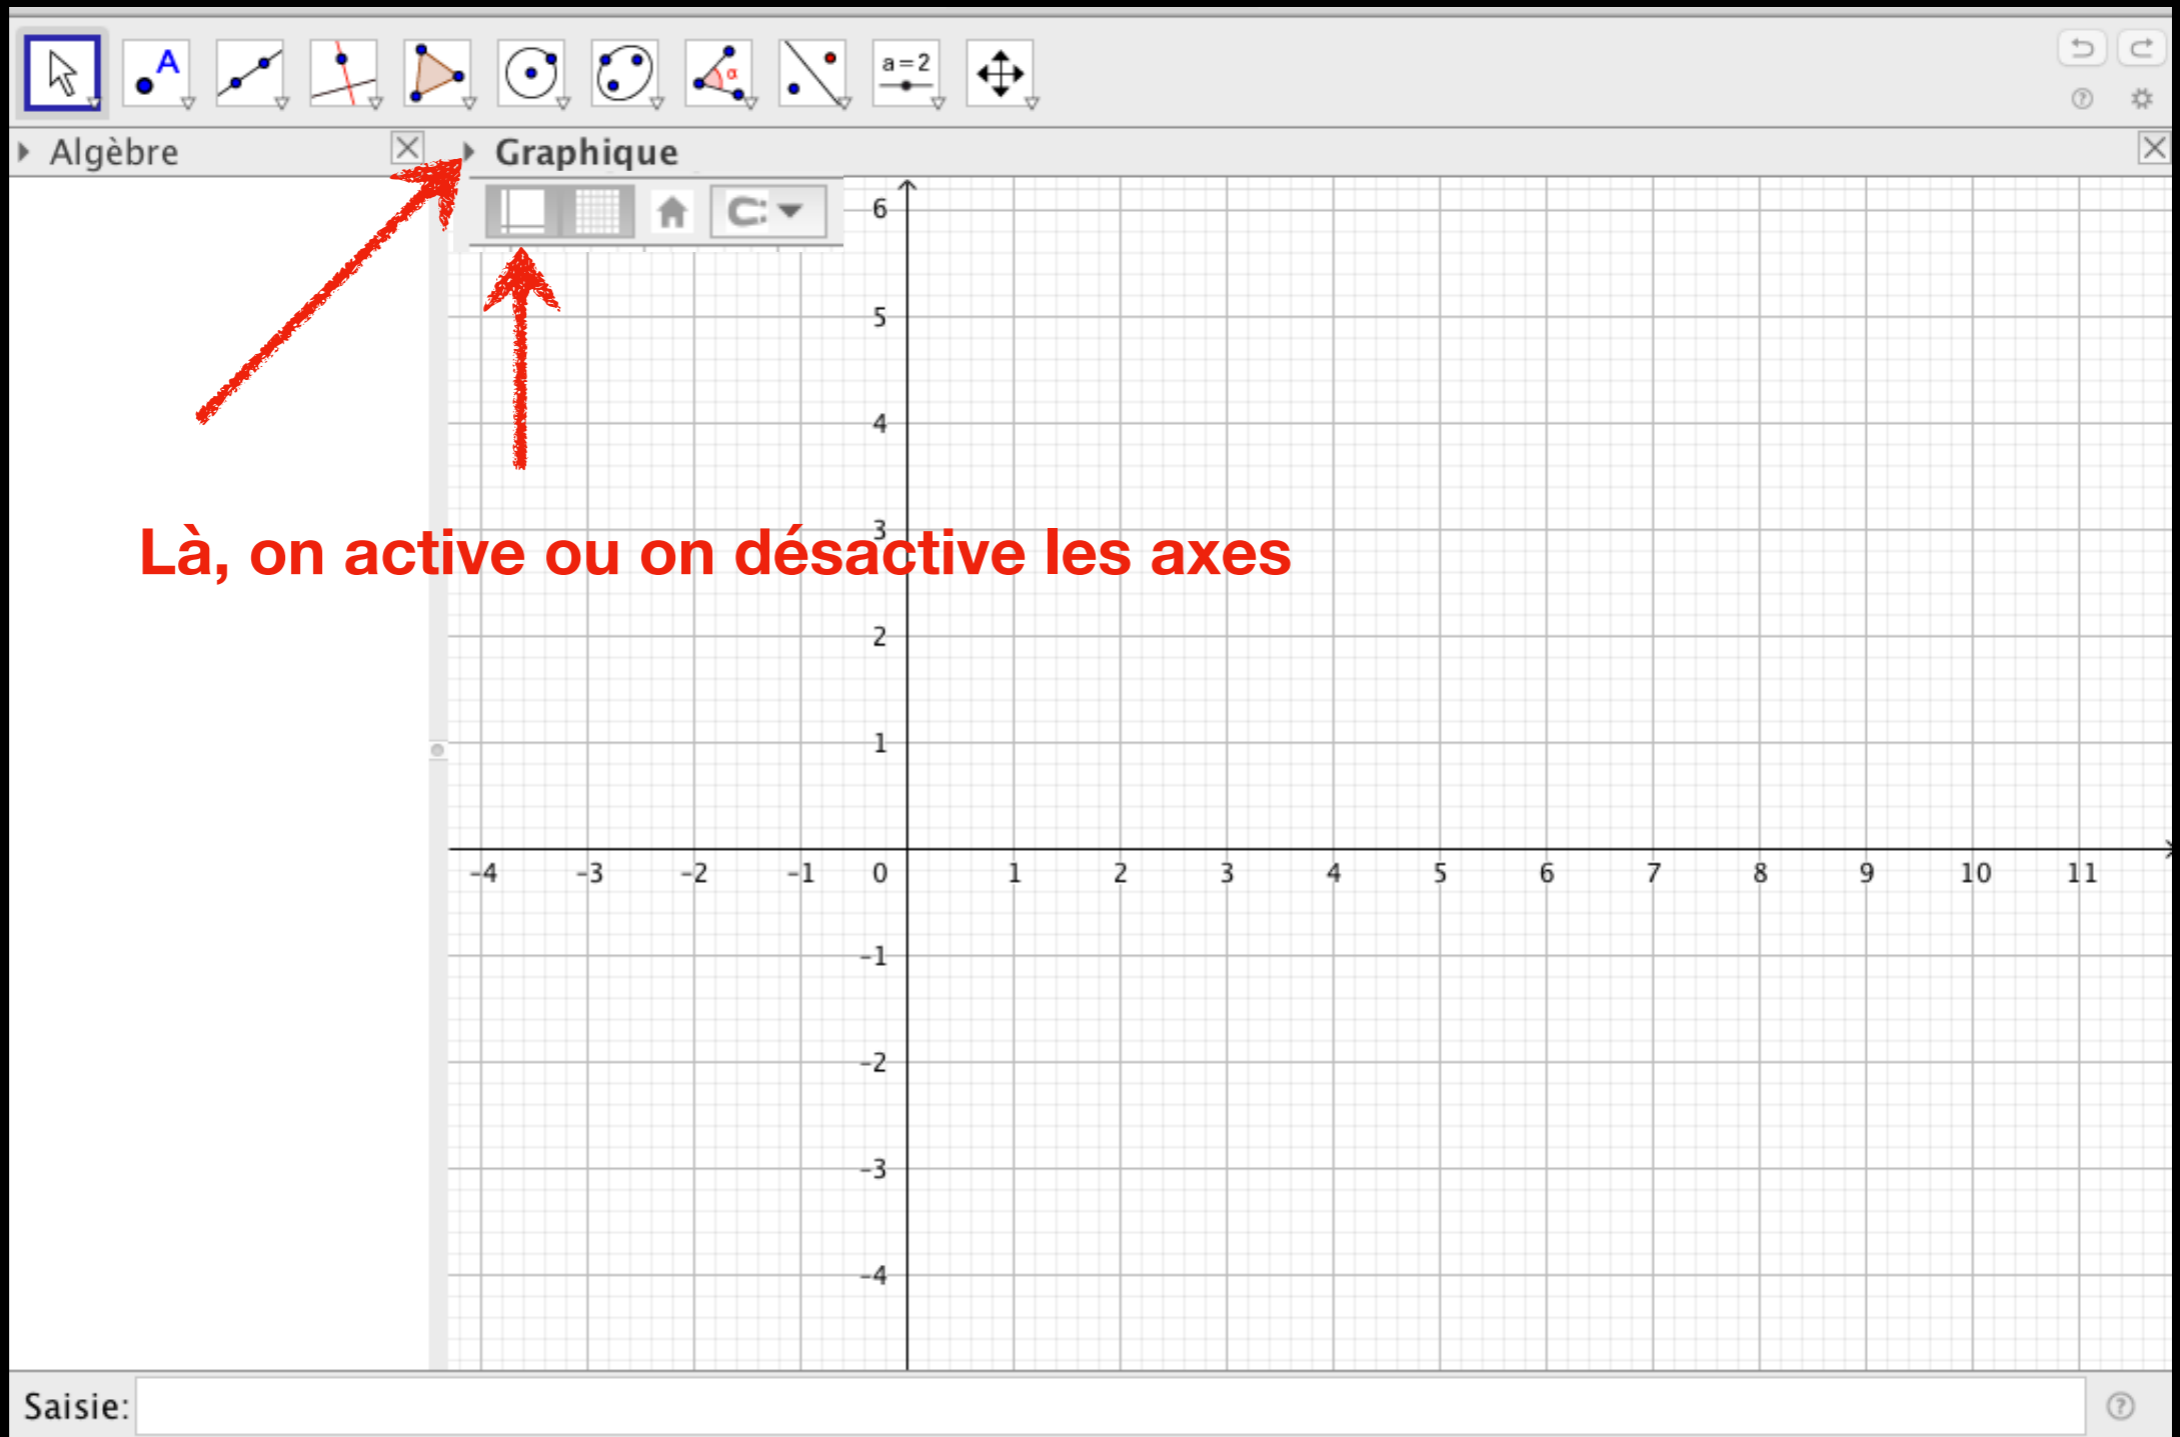 A
α
a=2
Algèbre
Graphique
6
5
4
3
Là, on active ou on désactive les axes
2
1
-4 -3 -2 -1 0 1 2 3 4 5 6 7 8 9 10 11
-1
-2
-3
-4
Saisie: